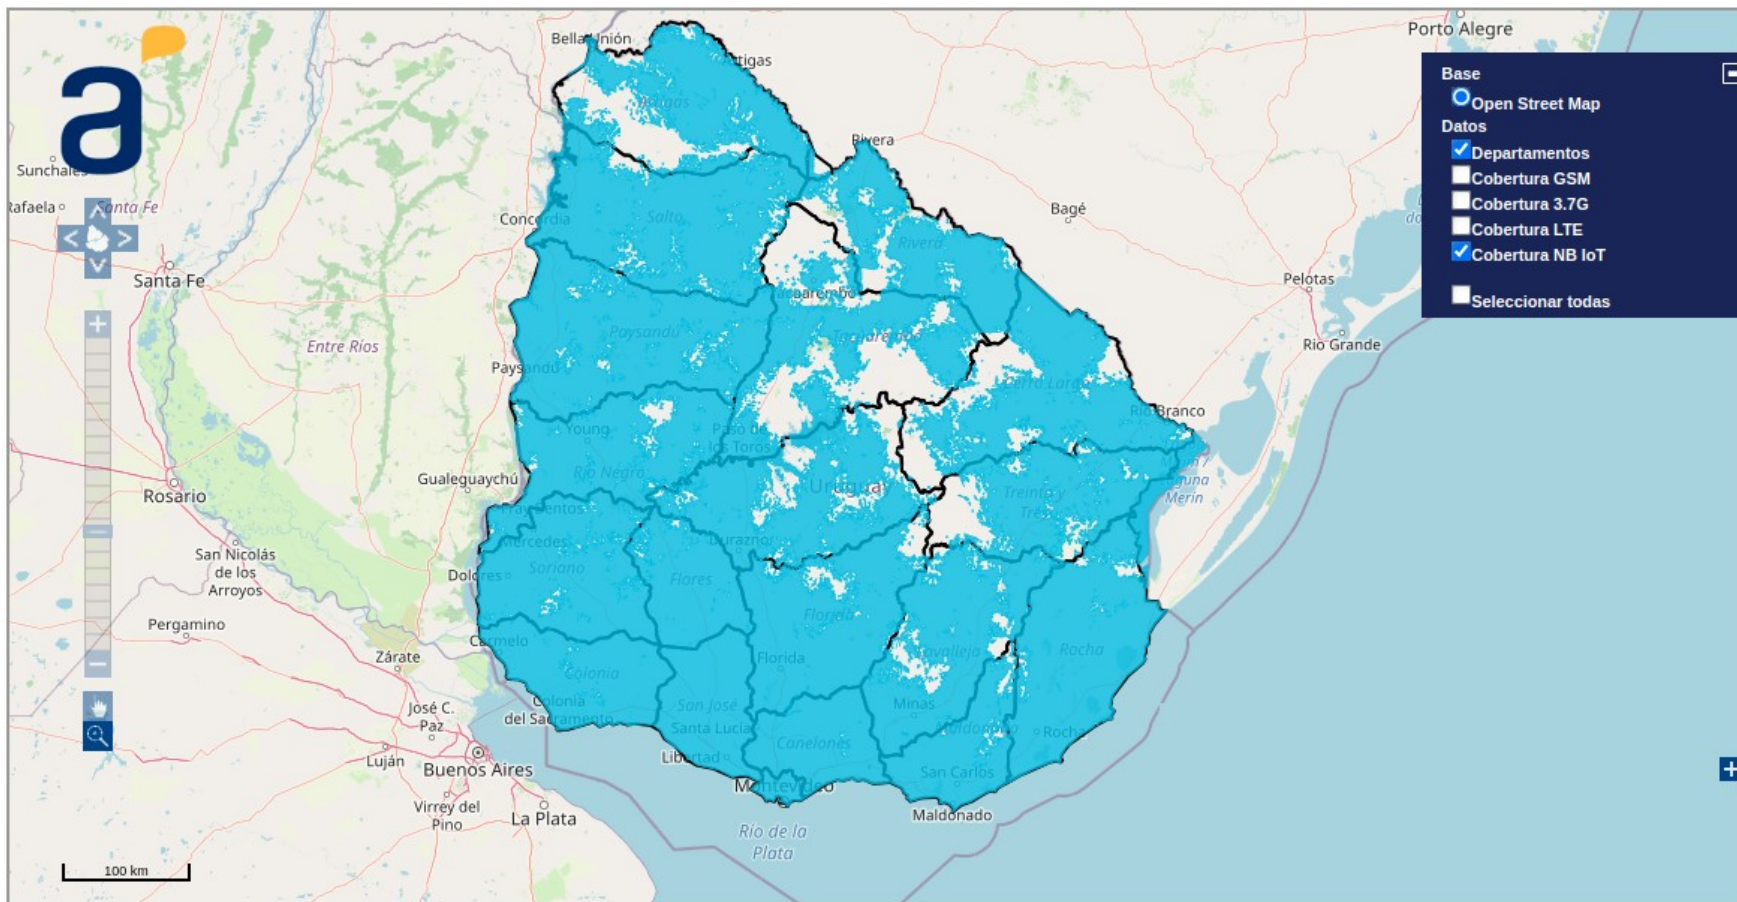 Porto Alegre
Bella Unión
Artigas
Artigas
Rivera
Sunchales
Rafaela
Santa Fe
Concordia
Salto
Bagé
Rivera
Santa Fe
Pelotas
Tacuarembó
Entre Ríos
Paysandú
Tacuarembó
Rio Grande
Paysandú
Cerro Largo
Rio Branco
Young
Paso de
los Toros
Gualeguaychú
Río Negro
Uruguay
Rosario
Treinta y
Tres
Laguna
Merin
Mercedes
Durazno
San Nicolás
de los
Arroyos
Dolores
Soriano
Flores
Florida
Pergamino
Carmelo
Lavalleja
Rocha
Zárate
Florida
Colonia
José C.
Paz
Colonia
del Sacramento
San José
Minas
Santa Lucía
Canelones
Maldonado
Rocha
Luján
Buenos Aires
Libertad
San Carlos
Montevideo
Virrey del
Pino
La Plata
Maldonado
Río de la
Plata
100 km
a
Base
Open Street Map
Datos
Departamentos
Cobertura GSM
Cobertura 3.7G
Cobertura LTE
Cobertura NB IoT
Seleccionar todas